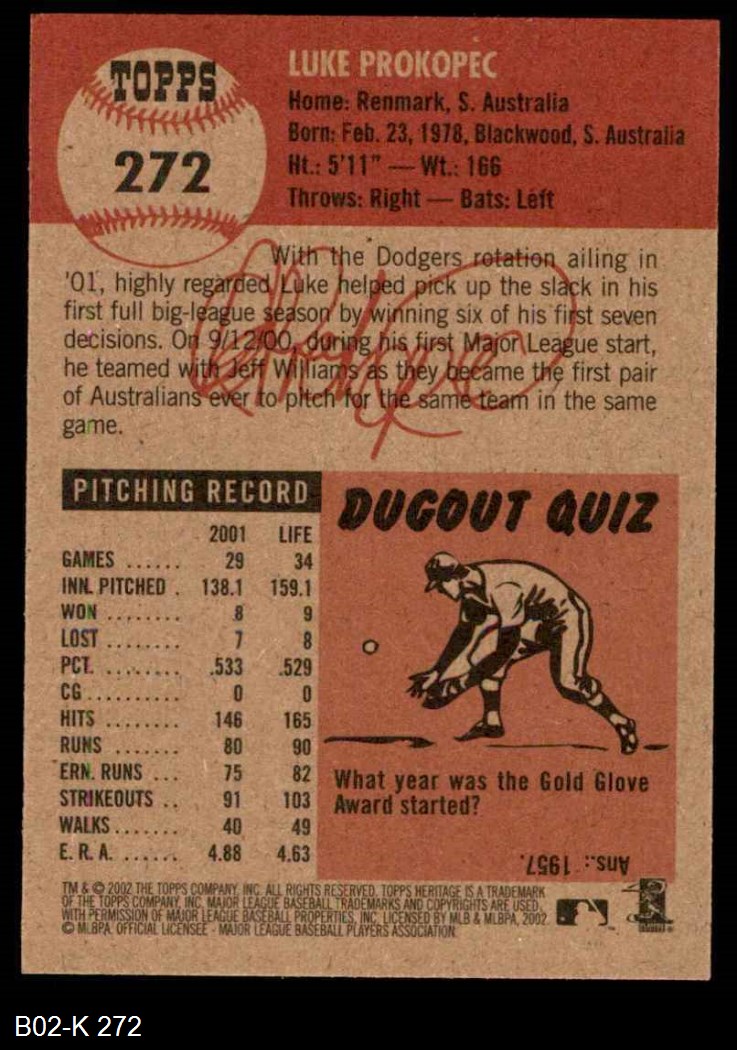 TOPPS
272
LUKE PROKOPEC
Home: Renmark, S. Australia
Born: Feb. 23, 1978, Blackwood, S. Australia
Ht.: 5'11" — Wt.: 166
Throws: Right — Bats: Left
With the Dodgers rotation ailing in
'01, highly regarded Luke helped pick up the slack in his
first full big-league season by winning six of his first seven
decisions. On 9/12/00, during his first Major League start,
he teamed with Jeff Williams as they became the first pair
of Australians ever to pitch for the same team in the same
game.
PITCHING RECORD
2001 LIFE
GAMES ...... 29 34
INN. PITCHED . 138.1 159.1
WON ........ 8 9
LOST ........ 7 8
PCT. ........ .533 .529
CG .......... 0 0
HITS ........ 146 165
RUNS ....... 80 90
ERN. RUNS ... 75 82
STRIKEOUTS .. 91 103
WALKS ....... 40 49
E. R. A. ...... 4.88 4.63
DUGOUT QUIZ
What year was the Gold Glove
Award started?
Ans.: 1957.
TM & © 2002 THE TOPPS COMPANY, INC. ALL RIGHTS RESERVED. TOPPS HERITAGE IS A TRADEMARK
OF THE TOPPS COMPANY, INC. MAJOR LEAGUE BASEBALL TRADEMARKS AND COPYRIGHTS ARE USED
WITH PERMISSION OF MAJOR LEAGUE BASEBALL PROPERTIES, INC. LICENSED BY MLB & MLBPA, 2002.
© MLBPA, OFFICIAL LICENSEE - MAJOR LEAGUE BASEBALL PLAYERS ASSOCIATION.
B02-K 272